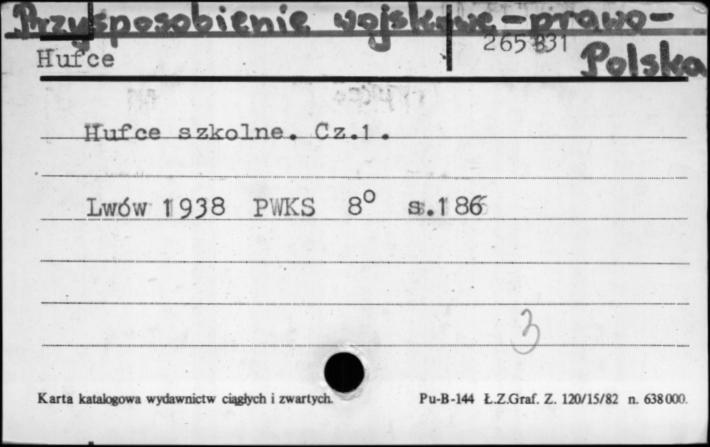 Przysposobienie wojskowe-prawo-
Polska
265831
Hufce
Hufce szkolne. Cz.1.
Lwów 1938 PWKS 8° s.186
3
Karta katalogowa wydawnictw ciągłych i zwartych.
Pu-B-144 Ł.Z.Graf. Z. 120/15/82 n. 638000.